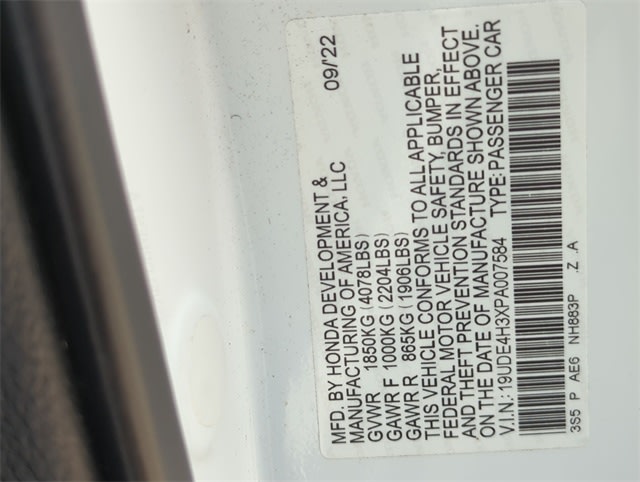 MFD. BY HONDA DEVELOPMENT & 09/'22
MANUFACTURING OF AMERICA, LLC
GVWR 1850KG (4078LBS)
GAWR F 1000KG (2204LBS)
GAWR R 865KG (1906LBS)
THIS VEHICLE CONFORMS TO ALL APPLICABLE
FEDERAL MOTOR VEHICLE SAFETY, BUMPER,
AND THEFT PREVENTION STANDARDS IN EFFECT
ON THE DATE OF MANUFACTURE SHOWN ABOVE.
V.I.N.: 19UDE4H3XPA007584 TYPE: PASSENGER CAR
3S5 P AE6 NH883P .Z .A